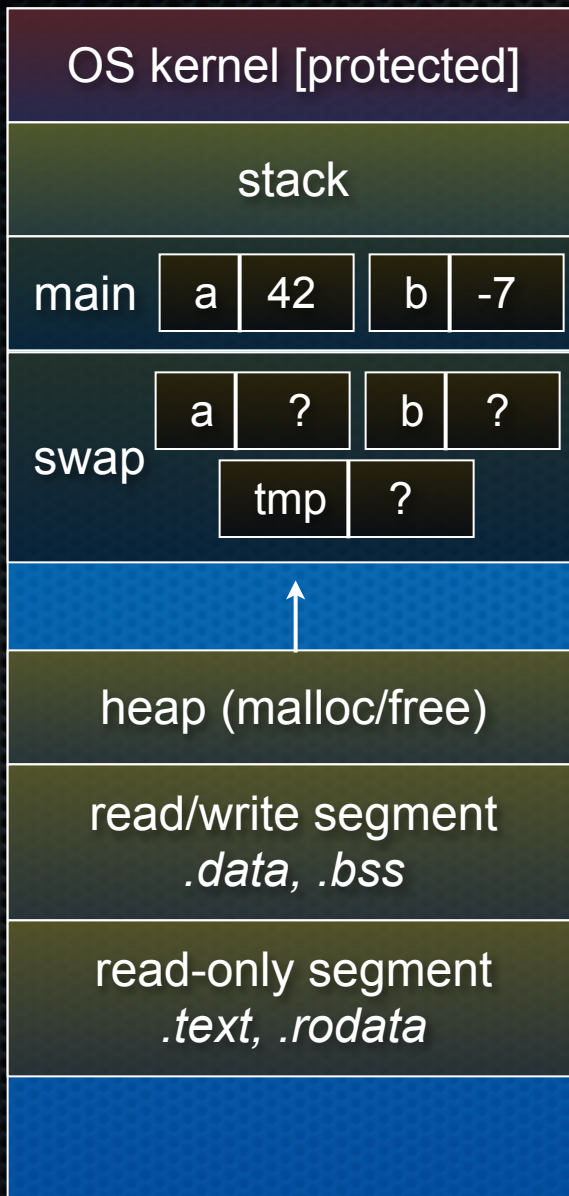 OS kernel [protected]
stack
main a 42 b -7
a ? b ?
swap
tmp ?
heap (malloc/free)
read/write segment
.data, .bss
read-only segment
.text, .rodata